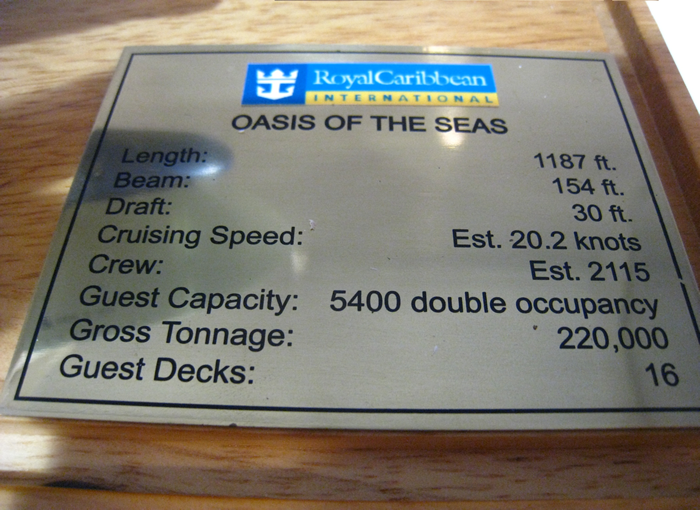 RoyalCaribbean
INTERNATIONAL
OASIS OF THE SEAS
Length: 1187 ft.
Beam: 154 ft.
Draft: 30 ft.
Cruising Speed: Est. 20.2 knots
Crew: Est. 2115
Guest Capacity: 5400 double occupancy
Gross Tonnage: 220,000
Guest Decks: 16